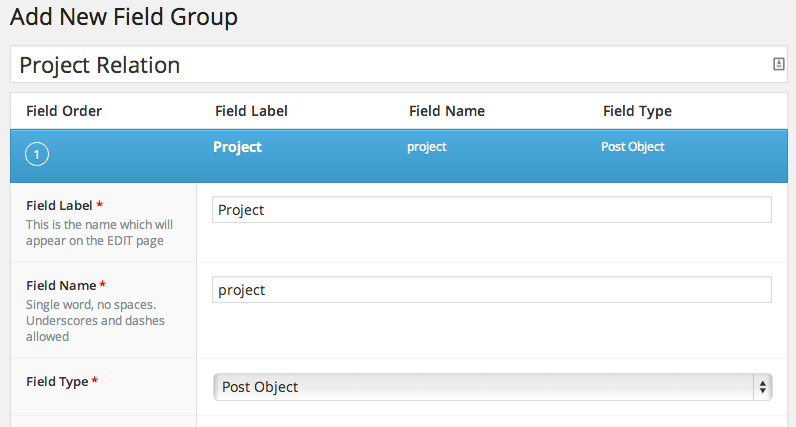 Add New Field Group
Project Relation
Field Order Field Label Field Name Field Type
1 Project project Post Object
Field Label * Project
This is the name which will
appear on the EDIT page
Field Name * project
Single word, no spaces.
Underscores and dashes
allowed
Field Type * Post Object